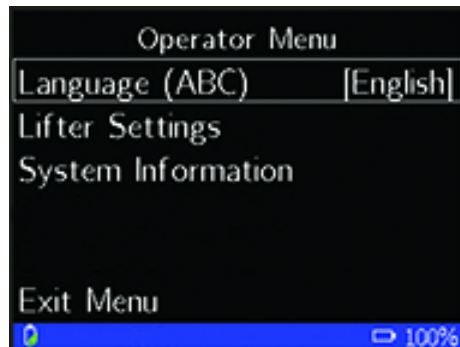 Operator Menu
Language (ABC) [English]
Lifter Settings
System Information
Exit Menu
100%